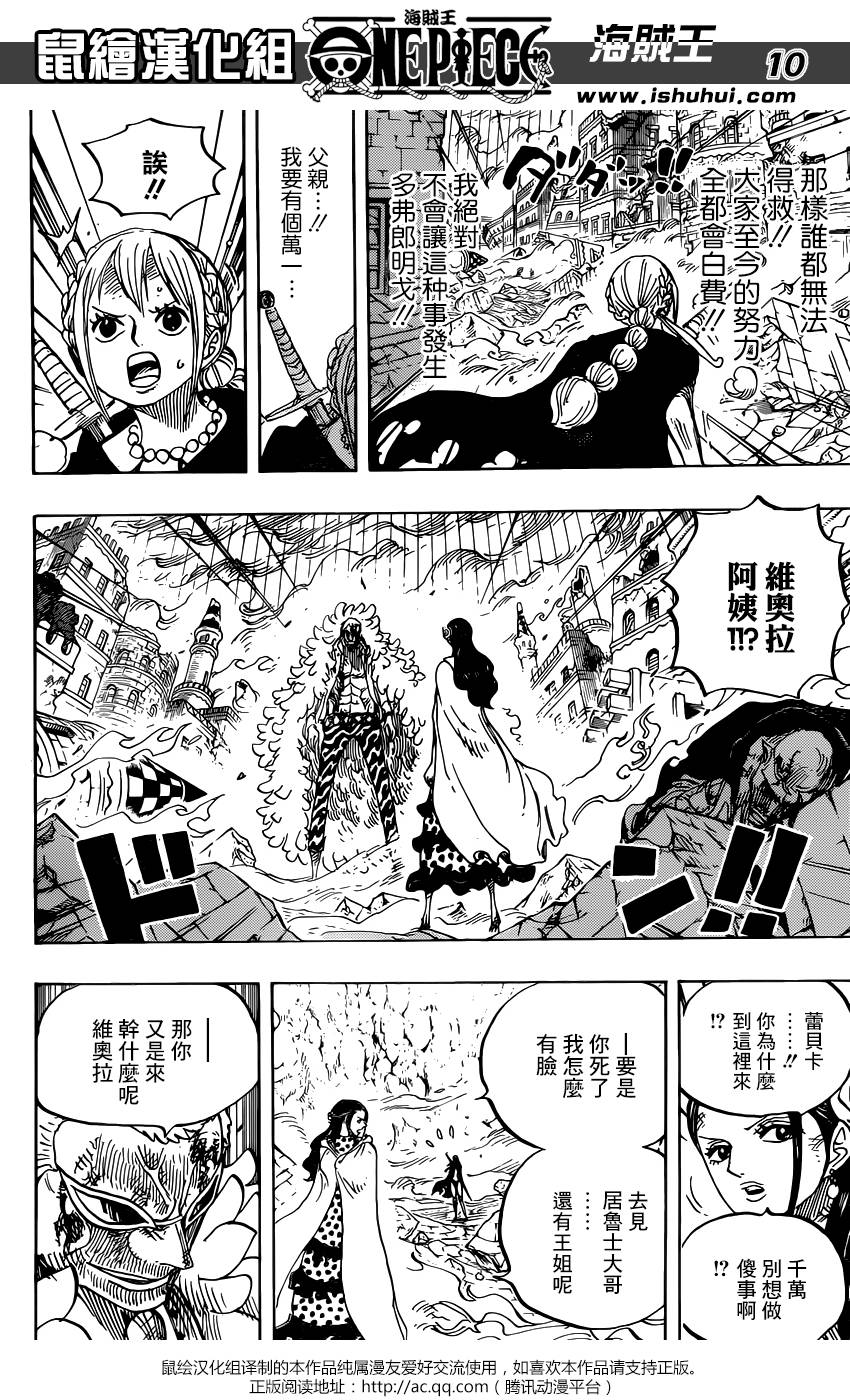 海賊王
鼠繪漢化組
ONE PIECE
海賊王
10
www.ishuhui.com
那樣誰都無法
得救!!
大家至今的努力
全都會白費!!
ダダッ!!
我絕對
不會讓這种事發生
多弗郎明戈!!
父親…!!
我要有個萬一…
誒!!
維奧拉
阿姨!!?
ドン!!
蕾貝卡
……!!
你為什麼
到這裡來
!?
千萬
別想做
傻事啊
!?
—要是
你死了
我怎麼
有臉
去見
居魯士大哥
……
還有王姐呢
—
那你
又是來
幹什麼呢
維奧拉
鼠绘汉化组译制的本作品纯属漫友爱好交流使用，如喜欢本作品请支持正版。
正版阅读地址：http://ac.qq.com（腾讯动漫平台）